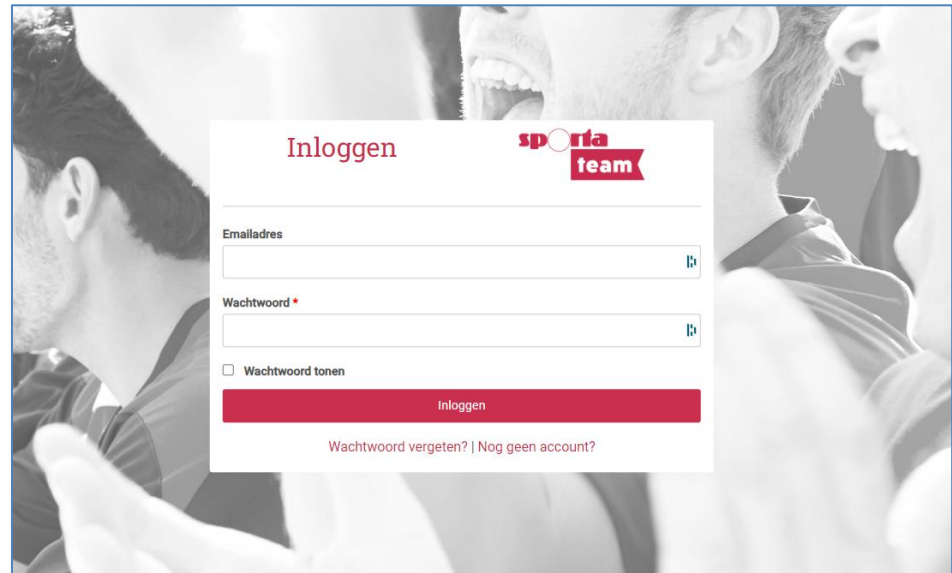 Inloggen
sporta
team
Emailadres
Wachtwoord *
Wachtwoord tonen
Inloggen
Wachtwoord vergeten? | Nog geen account?